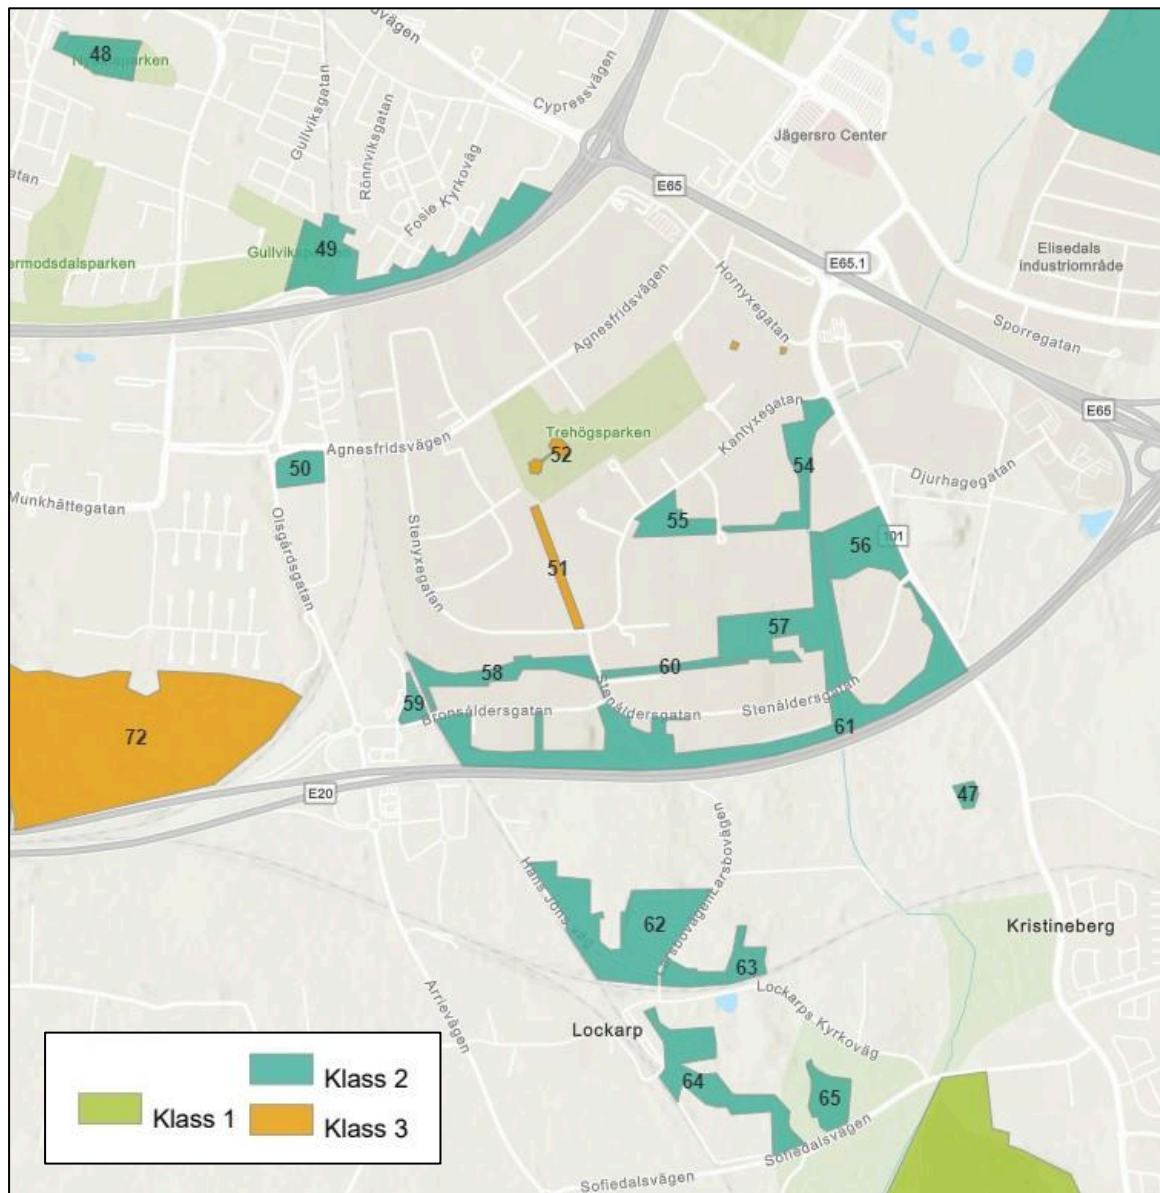 48
Gullviksgatan
Rönnviksgatan
Fosie Kyrkoväg
Cypressvägen
Jägersro Center
E65
49
ermodsdalsparken
E65.1
Elisedals
industriområde
Hornyxegatan
Agnesfridsvägen
Sporregatan
E65
Trehögsparken
Kantyxegatan
Agnesfridsvägen
52
50
54
Djurhagegatan
Munkhättegatan
Olsgårdsgatan
Stenyxegatan
55
101
56
51
57
58
60
59
Bronsåldersgatan
Stenåldersgatan
Stenåldersgatan
61
72
E20
47
Larsbovägen
Larsbovägen
62
63
Kristineberg
Arrievägen
Lockarps Kyrkoväg
Lockarp
64
65
Sofiedalsvägen
Sofiedalsvägen
Klass 1
Klass 2
Klass 3